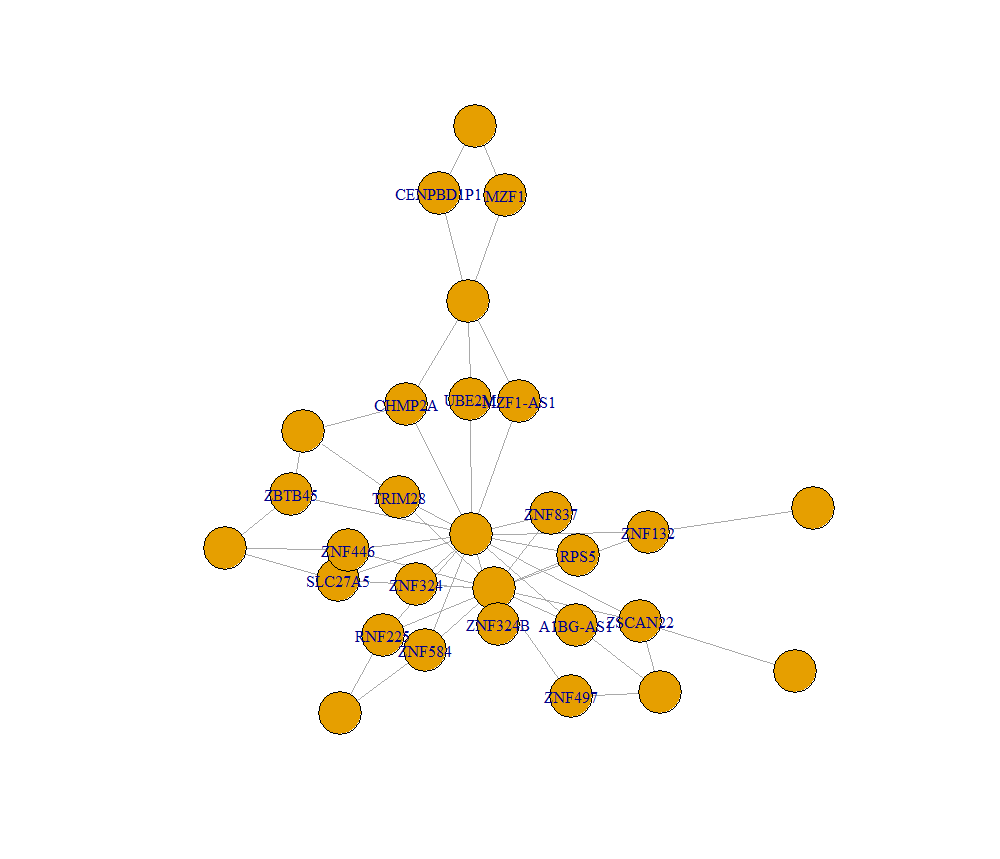 CENPBD1P1
MZF1
CHMP2A
UBE2M
MZF1-AS1
ZBTB45
TRIM28
ZNF837
ZNF132
ZNF446
RPS5
SLC27A5
ZNF324
ZNF324B
A1BG-AS1
ZSCAN22
RNF225
ZNF584
ZNF497